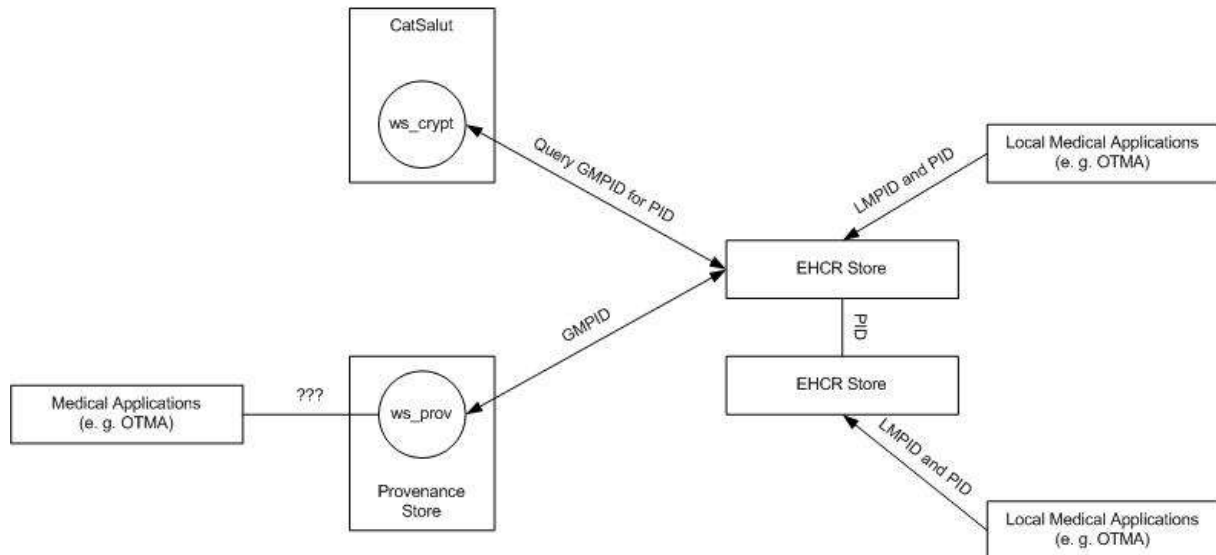 CatSalut
ws_crypt
Query GMPID for PID
Local Medical Applications
(e. g. OTMA)
LMPID and PID
EHCR Store
GMPID
PID
EHCR Store
Medical Applications
(e. g. OTMA)
???
ws_prov
Provenance
Store
LMPID and PID
Local Medical Applications
(e. g. OTMA)